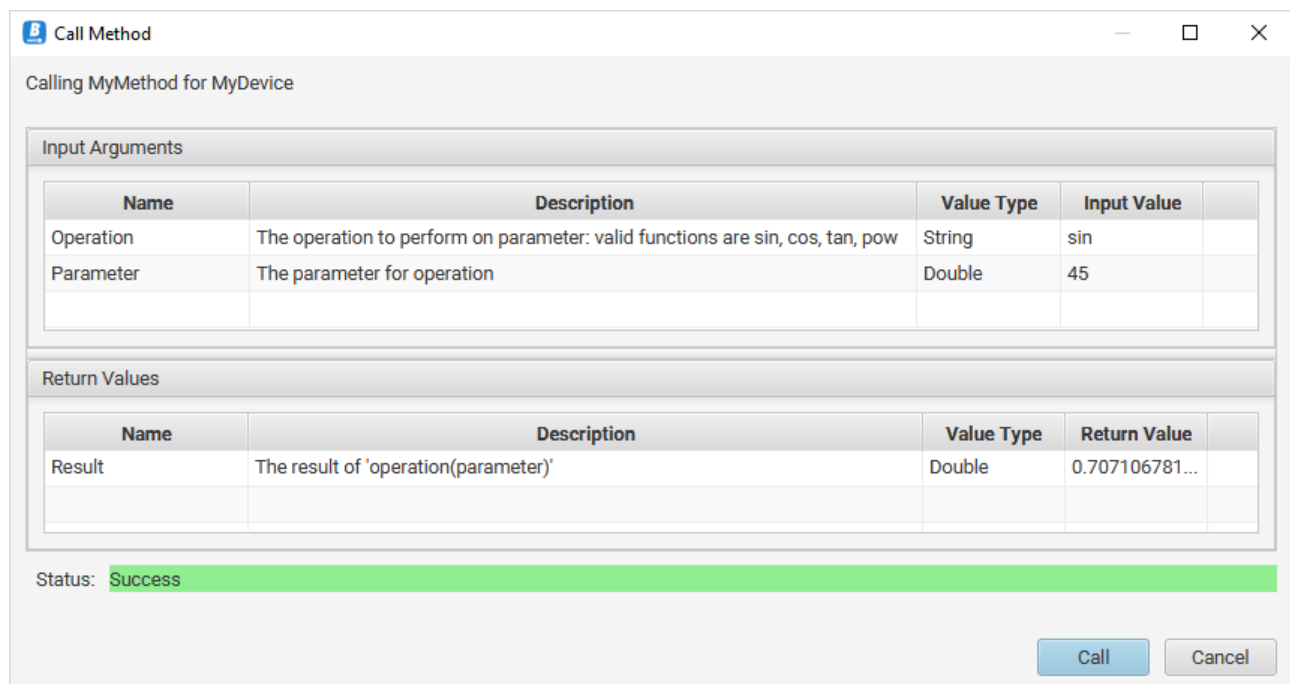 Call Method
Calling MyMethod for MyDevice
Input Arguments
Name Description Value Type Input Value
Operation The operation to perform on parameter: valid functions are sin, cos, tan, pow String sin
Parameter The parameter for operation Double 45
Return Values
Name Description Value Type Return Value
Result The result of 'operation(parameter)' Double 0.707106781...
Status: Success
Call Cancel